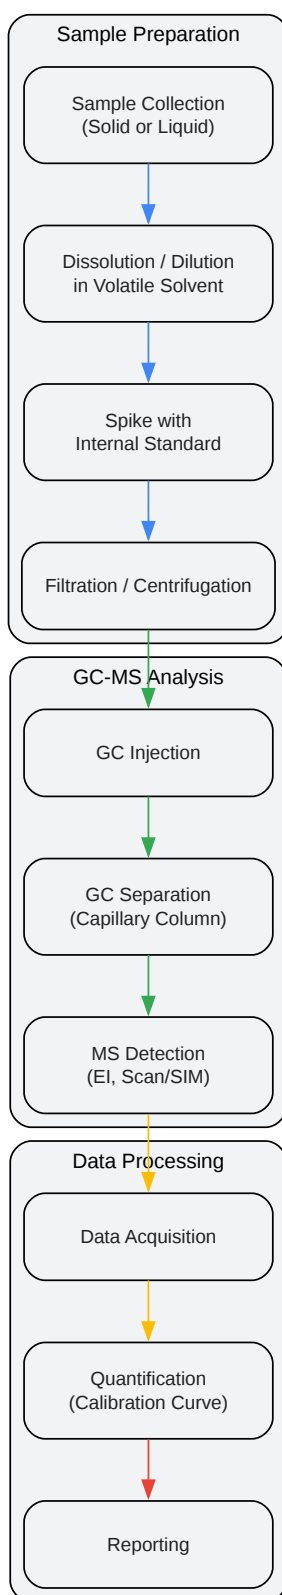 Sample Preparation
Sample Collection
(Solid or Liquid)
Dissolution / Dilution
in Volatile Solvent
Spike with
Internal Standard
Filtration / Centrifugation
GC-MS Analysis
GC Injection
GC Separation
(Capillary Column)
MS Detection
(EI, Scan/SIM)
Data Processing
Data Acquisition
Quantification
(Calibration Curve)
Reporting